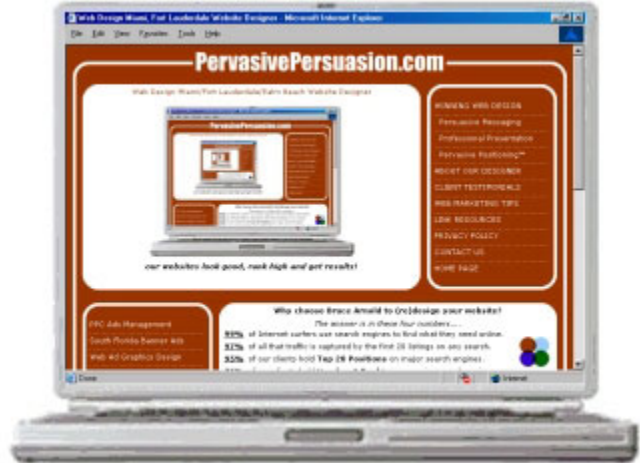 Web Design Miami, Fort Lauderdale Website Designer - Microsoft Internet Explorer
File Edit View Favorites Tools Help
PervasivePersuasion.com
Web Design Miami/Fort Lauderdale/Palm Beach Website Designer
PervasivePersuasion.com
our websites look good, rank high and get results!
WINNING WEB DESIGN
Persuasive Messaging
Professional Presentation
Pervasive Positioning™
ABOUT OUR DESIGNER
CLIENT TESTIMONIALS
WEB MARKETING TIPS
LINK RESOURCES
PRIVACY POLICY
CONTACT US
HOME PAGE
PPC Ads Management
South Florida Banner Ads
Web Ad Graphics Design
Why choose Bruce Arnold to (re)design your website?
The answer is in these four numbers....
99% of Internet surfers use search engines to find what they need online.
97% of all that traffic is captured by the first 20 listings on any search.
95% of our clients hold Top 20 Positions on major search engines.
Done
Internet